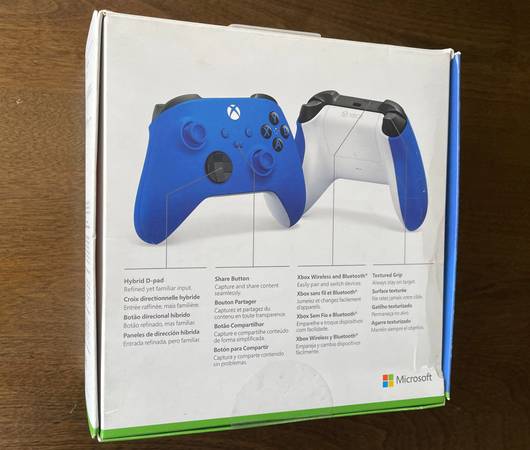 Hybrid D-pad
Refined yet familiar input.
Croix directionnelle hybride
Entrée raffinée, mais familière.
Botão direcional híbrido
Botão refinado, mas familiar.
Paneles de dirección híbrida
Entrada refinada, pero familiar.
Share Button
Capture and share content
seamlessly.
Bouton Partager
Capturez et partagez du
contenu en toute transparence.
Botão Compartilhar
Capture e compartilhe conteúdo
de forma simplificada.
Botón para Compartir
Captura y comparte contenido
sin problemas.
Xbox Wireless and Bluetooth®
Easily pair and switch devices.
Xbox sans fil et Bluetooth®
Jumelez et changez facilement
d'appareils.
Xbox Sem Fio e Bluetooth®
Emparelhe e troque dispositivos
com facilidade.
Xbox Wireless y Bluetooth®
Empareja y cambia dispositivos
fácilmente.
Textured Grip
Always stay on target.
Surface texturée
Ne ratez jamais votre cible.
Gatilho texturizado
Permaneça no alvo.
Agarre texturizado
Mantén siempre el objetivo.
Microsoft